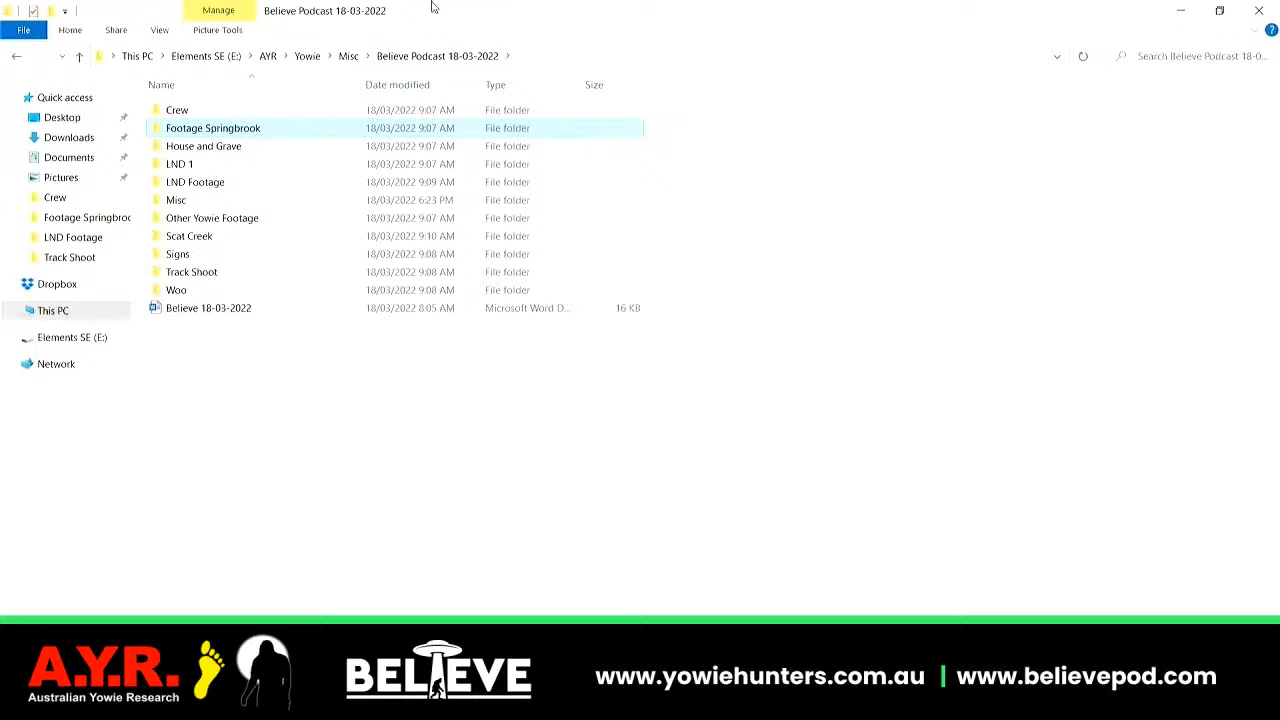 Manage
Believe Podcast 18-03-2022
File
Home
Share
View
Picture Tools
This PC
Elements SE (E:)
AYR
Yowie
Misc
Believe Podcast 18-03-2022
Search Believe Podcast 18-0...
Name
Date modified
Type
Size
Quick access
Desktop
Downloads
Documents
Pictures
Crew
Footage Springbroo
LND Footage
Track Shoot
Dropbox
This PC
Elements SE (E:)
Network
Crew 18/03/2022 9:07 AM File folder
Footage Springbrook 18/03/2022 9:07 AM File folder
House and Grave 18/03/2022 9:07 AM File folder
LND 1 18/03/2022 9:07 AM File folder
LND Footage 18/03/2022 9:09 AM File folder
Misc 18/03/2022 6:23 PM File folder
Other Yowie Footage 18/03/2022 9:07 AM File folder
Scat Creek 18/03/2022 9:10 AM File folder
Signs 18/03/2022 9:08 AM File folder
Track Shoot 18/03/2022 9:08 AM File folder
Woo 18/03/2022 9:08 AM File folder
Believe 18-03-2022 18/03/2022 8:05 AM Microsoft Word D... 16 KB
A.Y.R.
Australian Yowie Research
BELIEVE
www.yowiehunters.com.au | www.believepod.com